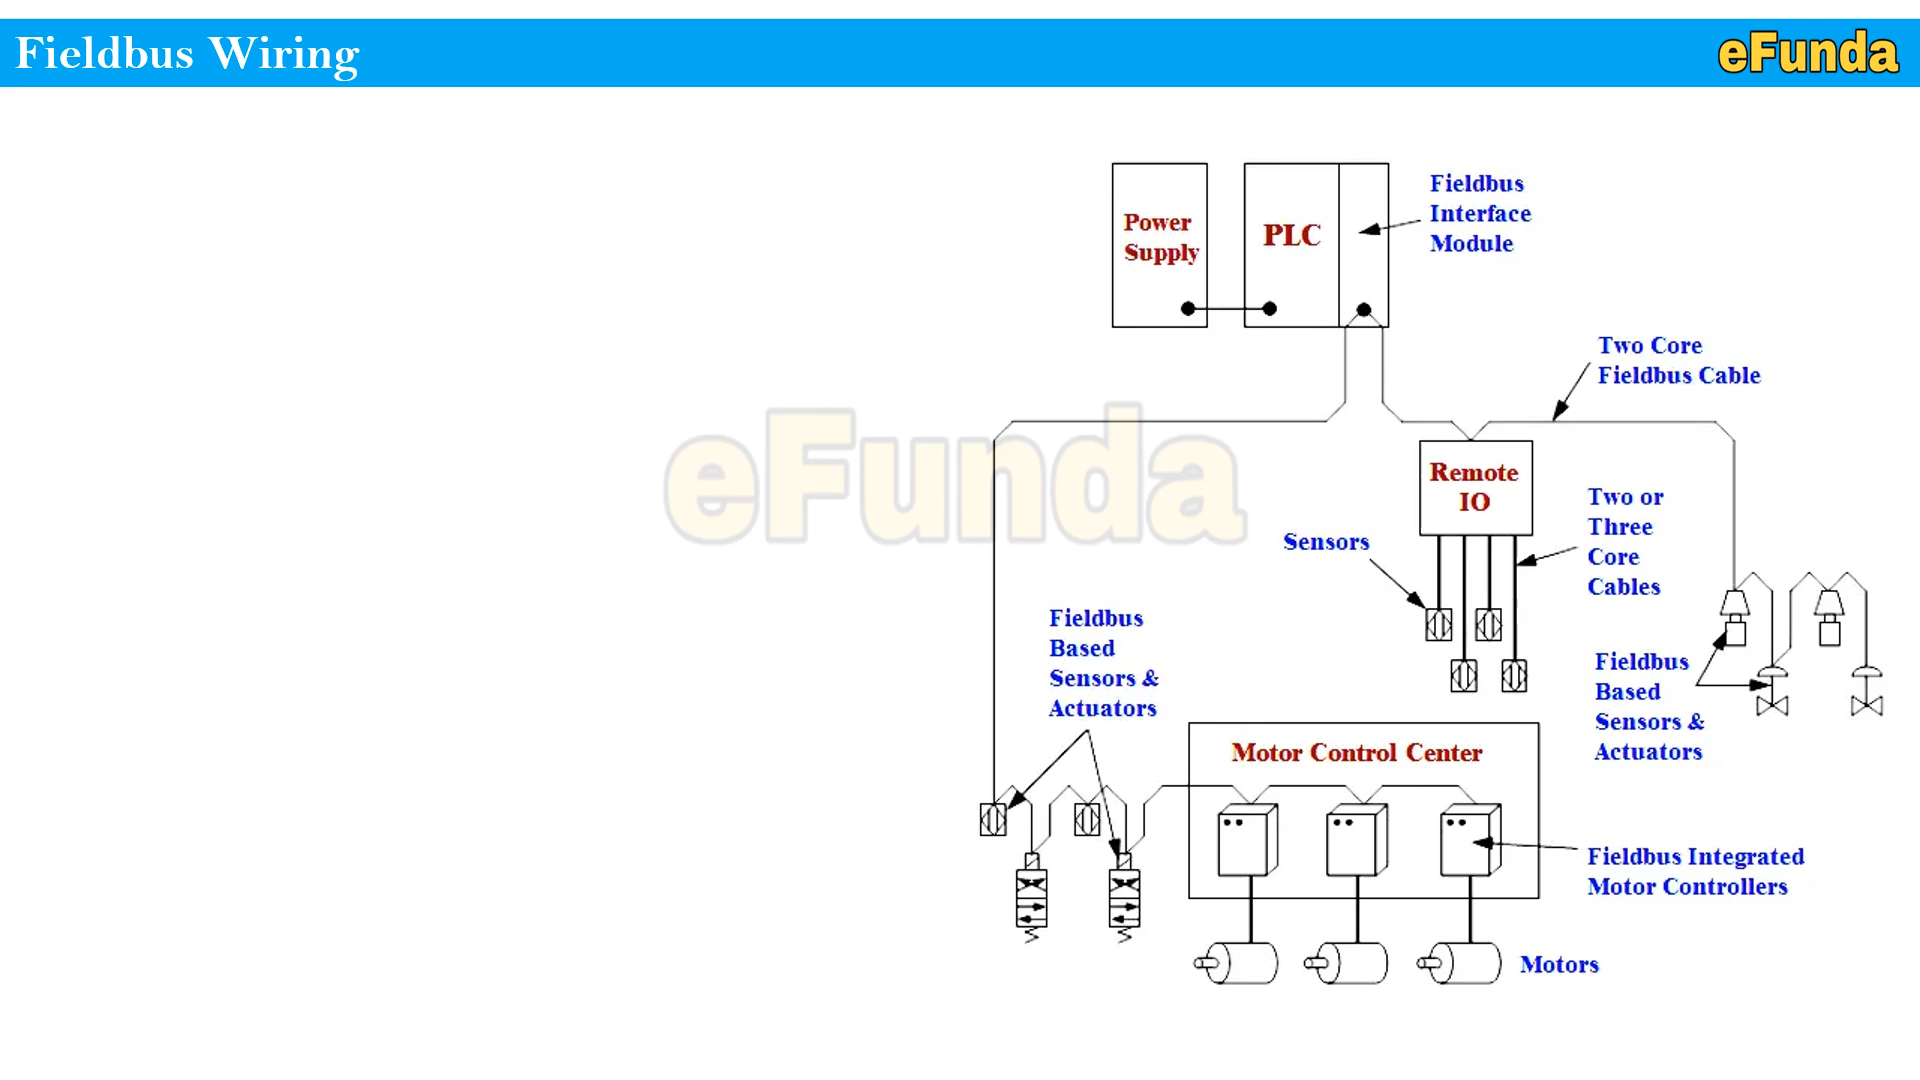 Fieldbus Wiring
eFunda
Power
Supply
PLC
Fieldbus
Interface
Module
Two Core
Fieldbus Cable
eFunda
Remote
IO
Two or
Three
Core
Cables
Sensors
Fieldbus
Based
Sensors &
Actuators
Fieldbus
Based
Sensors &
Actuators
Motor Control Center
Fieldbus Integrated
Motor Controllers
Motors